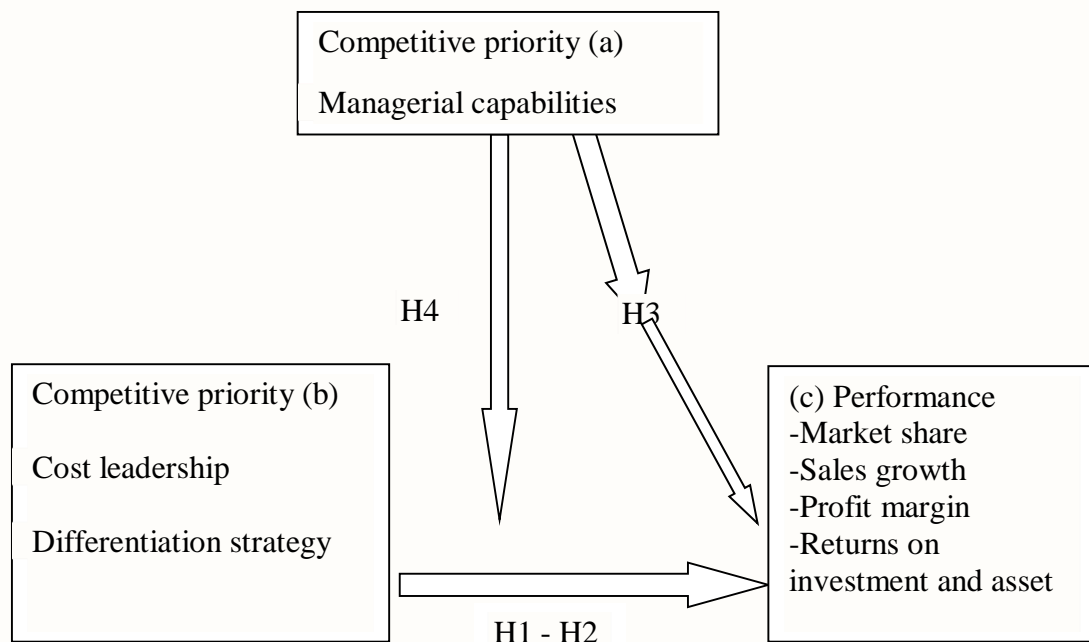 Competitive priority (a)
Managerial capabilities
H4
H3
Competitive priority (b)
Cost leadership
Differentiation strategy
(c) Performance
-Market share
-Sales growth
-Profit margin
-Returns on
investment and asset
H1 - H2